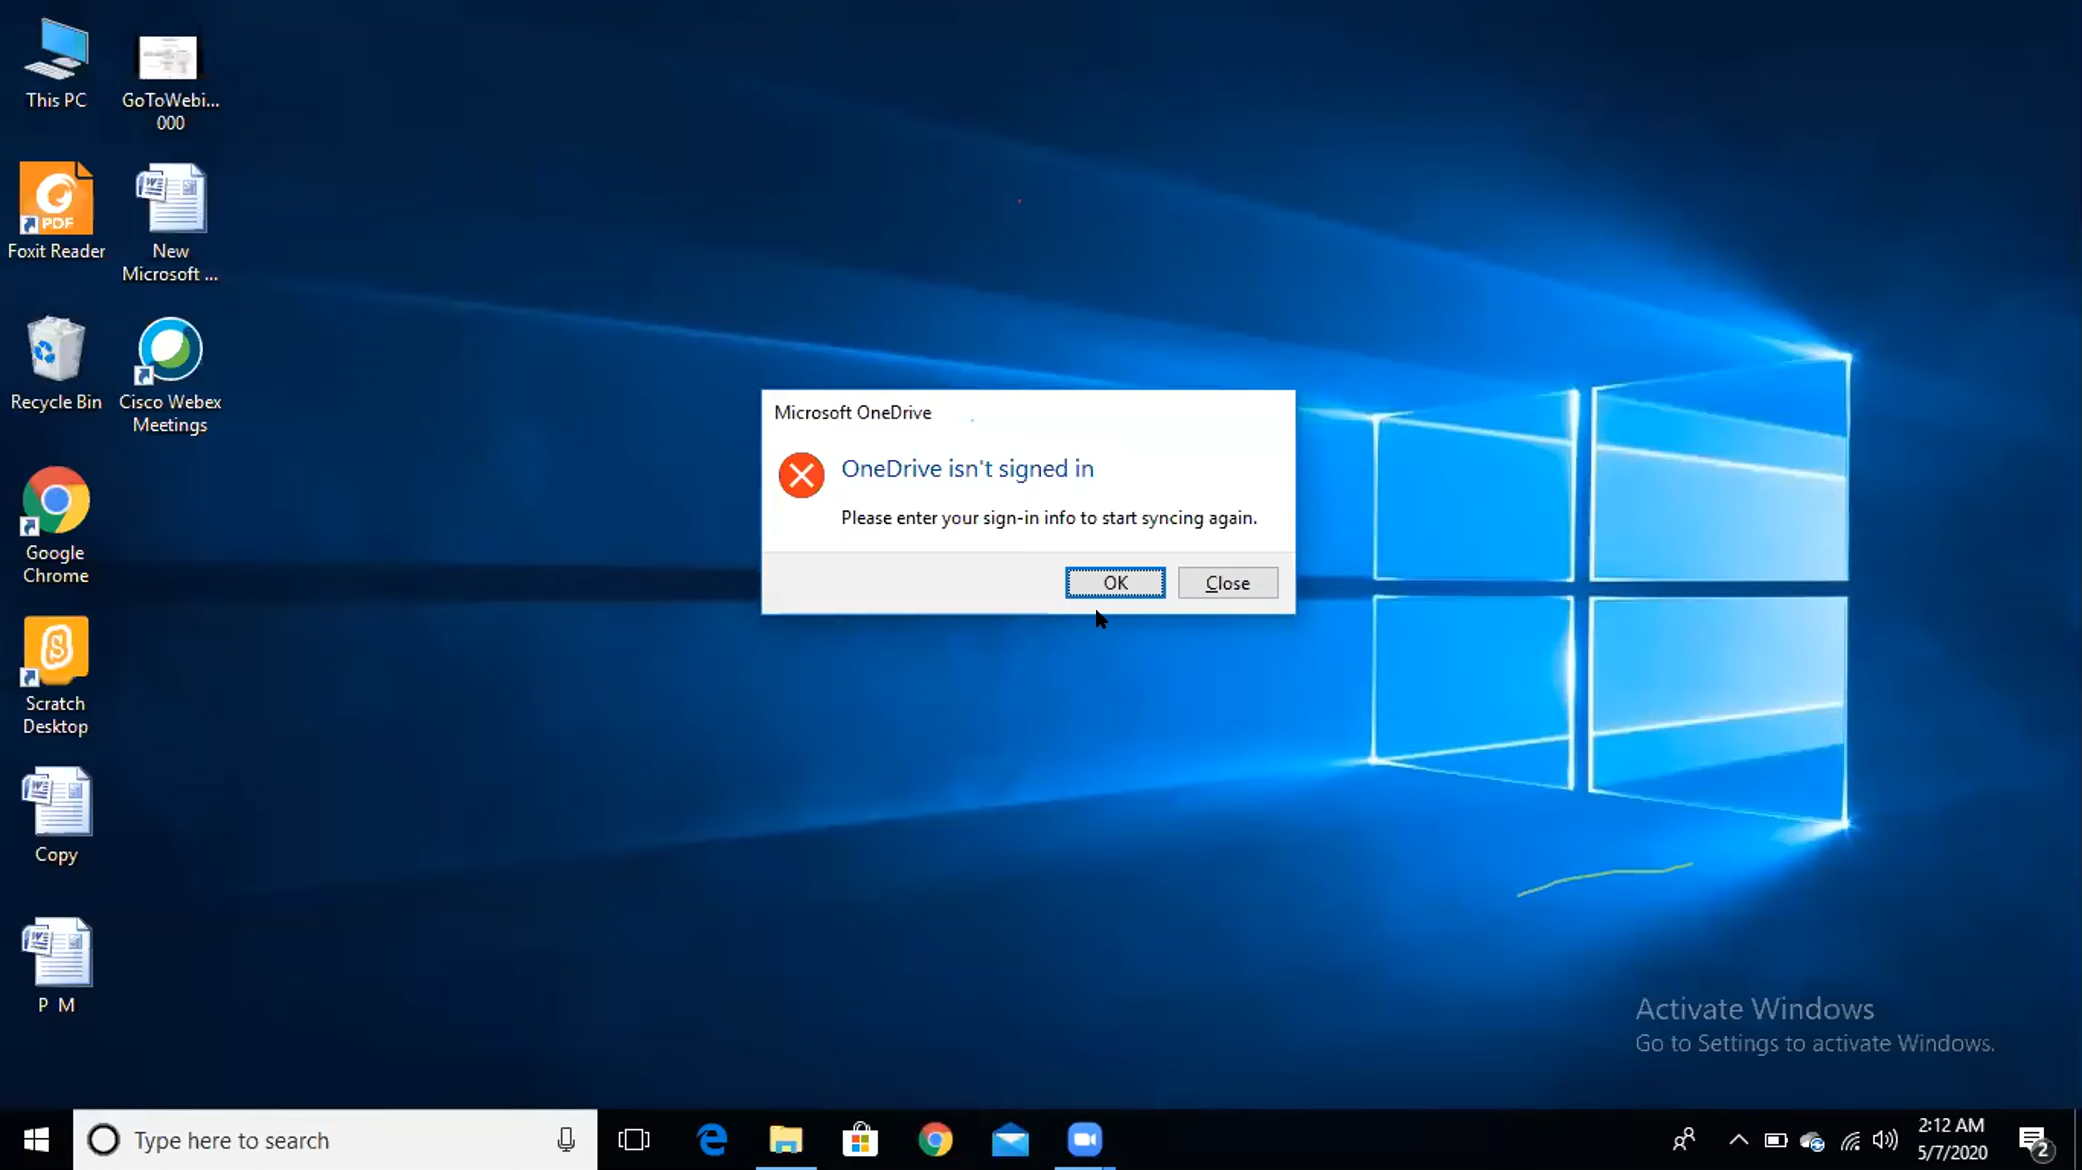 This PC
GoToWebi...
000
PDF
Foxit Reader
W
New
Microsoft ...
Recycle Bin
Cisco Webex
Meetings
Google
Chrome
S
Scratch
Desktop
W
Copy
W
P M
Microsoft OneDrive
OneDrive isn't signed in
Please enter your sign-in info to start syncing again.
OK
Close
Activate Windows
Go to Settings to activate Windows.
Type here to search
2:12 AM
5/7/2020
2